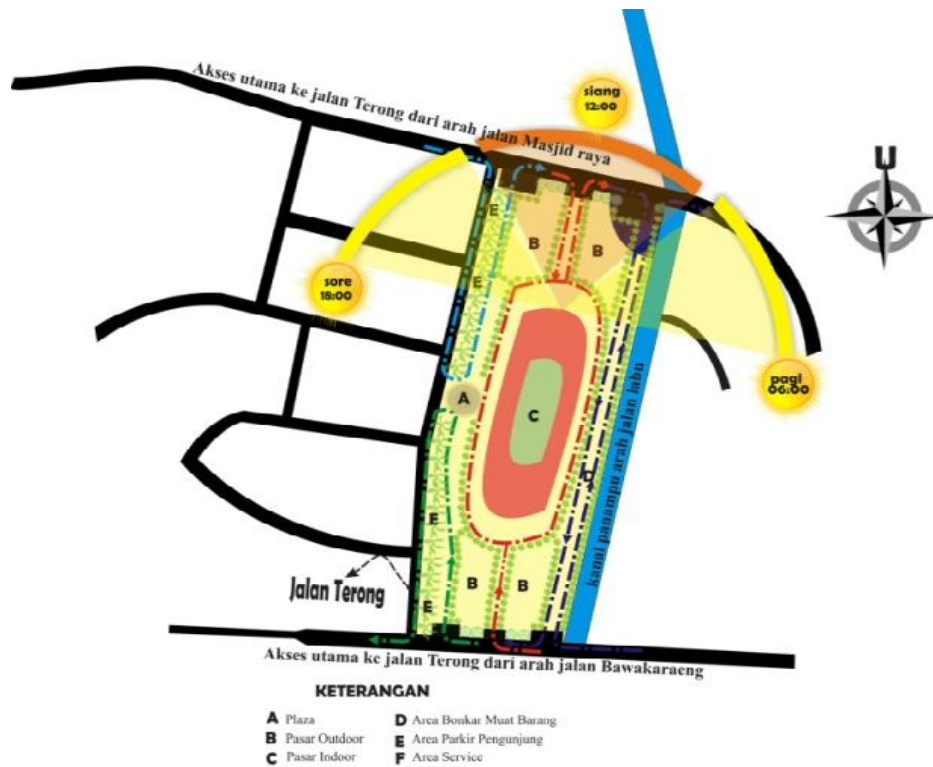 Akses utama ke jalan Terong dari arah jalan Masjid raya
siang
12:00
U
sore
18:00
pagi
06:00
E
B
B
E
A
C
D
kanal panampu arah jalan labu
E
B
B
E
Jalan Terong
Akses utama ke jalan Terong dari arah jalan Bawakaraeng
KETERANGAN
A Plaza
D Area Bonkar Muat Barang
B Pasar Outdoor
E Area Parkir Pengunjung
C Pasar Indoor
F Area Service